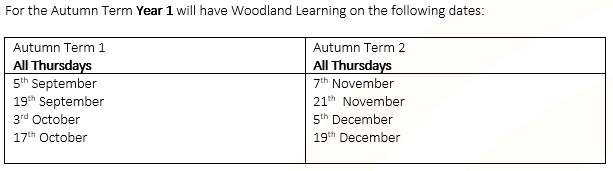 For the Autumn Term Year 1 will have Woodland Learning on the following dates:
Autumn Term 1
All Thursdays
5th September
19th September
3rd October
17th October
Autumn Term 2
All Thursdays
7th November
21th November
5th December
19th December